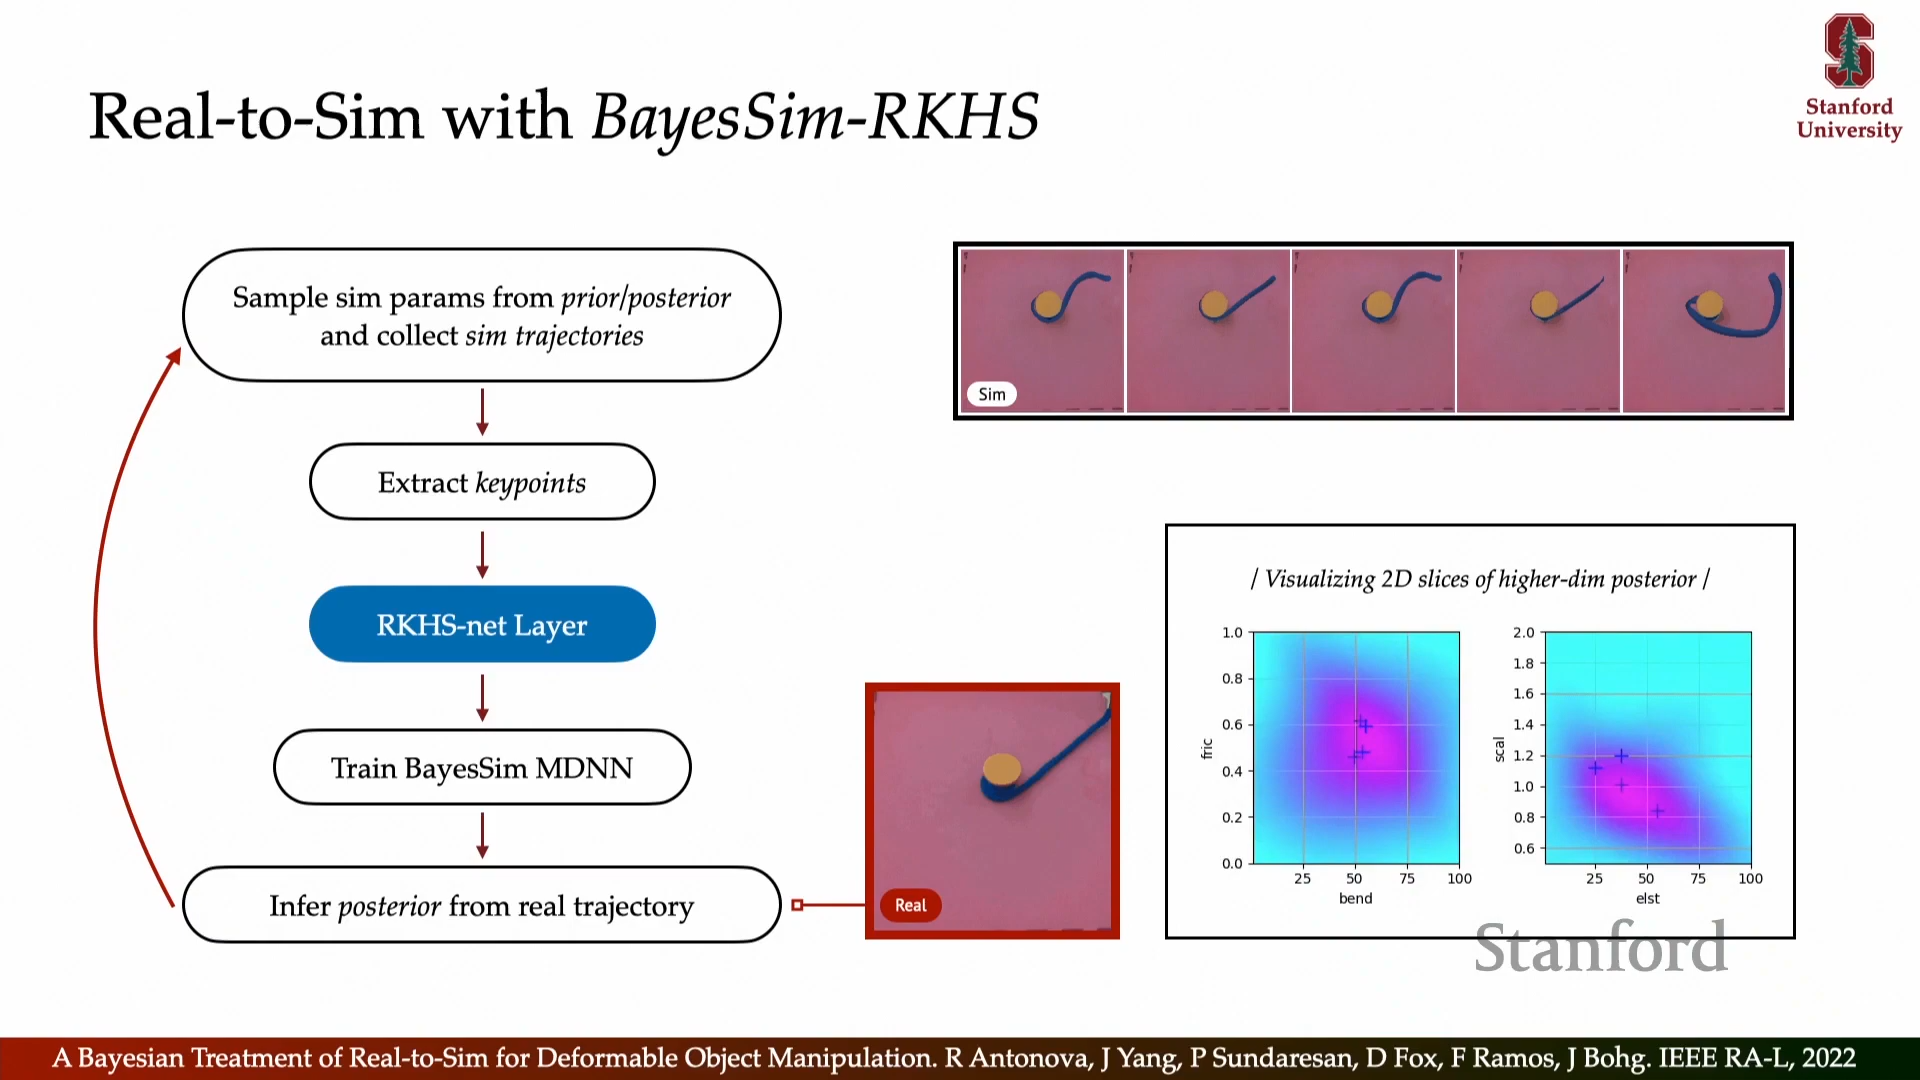 Real-to-Sim with BayesSim-RKHS
Stanford
University
Sample sim params from prior/posterior
and collect sim trajectories
Extract keypoints
RKHS-net Layer
Train BayesSim MDNN
Infer posterior from real trajectory
Sim
Real
/ Visualizing 2D slices of higher-dim posterior /
1.0
0.8
0.6
0.4
0.2
0.0
fric
25 50 75 100
bend
2.0
1.8
1.6
1.4
1.2
1.0
0.8
0.6
scal
25 50 75 100
elst
Stanford
A Bayesian Treatment of Real-to-Sim for Deformable Object Manipulation. R Antonova, J Yang, P Sundaresan, D Fox, F Ramos, J Bohg. IEEE RA-L, 2022